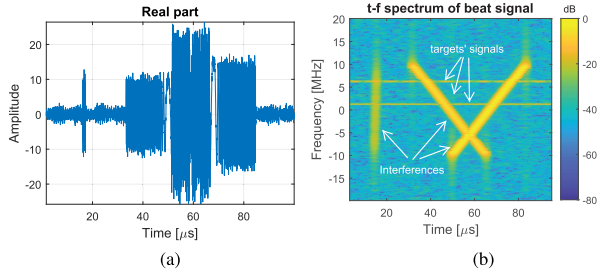 Real part
Amplitude
20
10
0
-10
-20
20
40
60
80
Time [μs]
(a)
t-f spectrum of beat signal
Frequency [MHz]
15
10
5
0
-5
-10
-15
targets' signals
Interferences
20
40
60
80
Time [μs]
dB
0
-20
-40
-60
-80
(b)